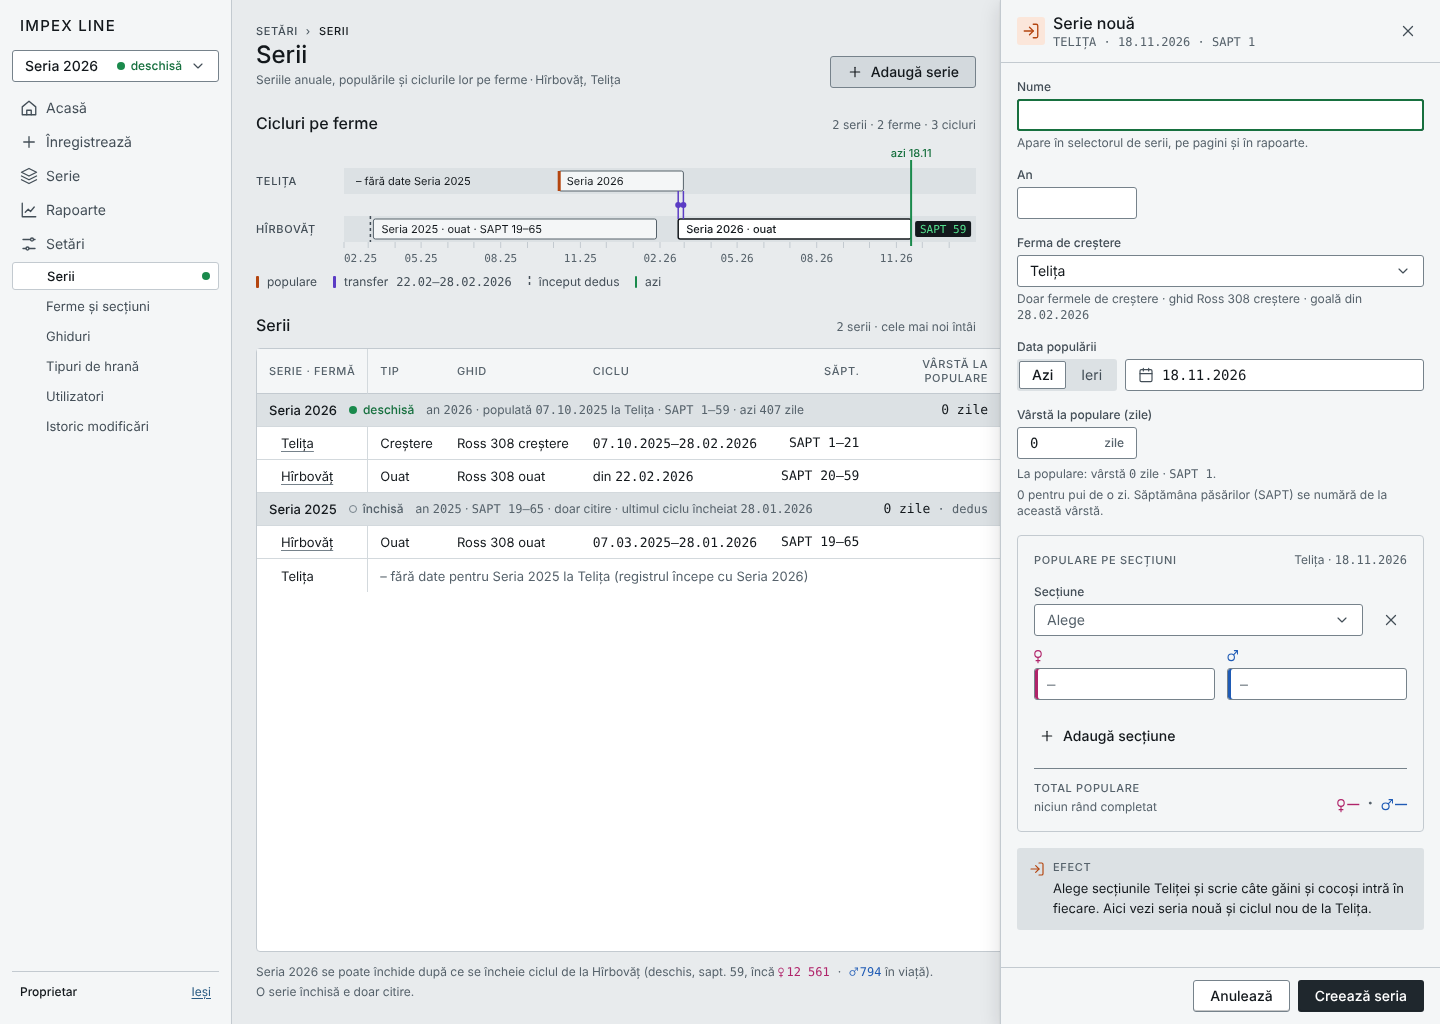 IMPEX LINE
Seria 2026 deschisă
Acasă
Înregistrează
Serie
Rapoarte
Setări
Serii
Ferme și secțiuni
Ghiduri
Tipuri de hrană
Utilizatori
Istoric modificări
Proprietar Ieși
SETĂRI › SERII
Serii
Seriile anuale, populările și ciclurile lor pe ferme · Hîrbovăț, Telița
+ Adaugă serie
Cicluri pe ferme
2 serii · 2 ferme · 3 cicluri
azi 18.11
TELIȚA – fără date Seria 2025 Seria 2026
HÎRBOVĂȚ Seria 2025 · ouat · SAPT 19–65 Seria 2026 · ouat SAPT 59
02.25 05.25 08.25 11.25 02.26 05.26 08.26 11.26
populare transfer 22.02–28.02.2026 început dedus azi
Serii
2 serii · cele mai noi întâi
SERIE · FERMĂ TIP GHID CICLU SĂPT. VÂRSTĂ LA POPULARE
Seria 2026 deschisă an 2026 · populată 07.10.2025 la Telița · SAPT 1–59 · azi 407 zile 0 zile
Telița Creștere Ross 308 creștere 07.10.2025–28.02.2026 SAPT 1–21
Hîrbovăț Ouat Ross 308 ouat din 22.02.2026 SAPT 20–59
Seria 2025 închisă an 2025 · SAPT 19–65 · doar citire · ultimul ciclu încheiat 28.01.2026 0 zile · dedus
Hîrbovăț Ouat Ross 308 ouat 07.03.2025–28.01.2026 SAPT 19–65
Telița – fără date pentru Seria 2025 la Telița (registrul începe cu Seria 2026)
Seria 2026 se poate închide după ce se încheie ciclul de la Hîrbovăț (deschis, sapt. 59, încă ♀12 561 · ♂794 în viață).
O serie închisă e doar citire.
Serie nouă
TELIȚA · 18.11.2026 · SAPT 1
Nume
Apare în selectorul de serii, pe pagini și în rapoarte.
An
Ferma de creștere
Telița
Doar fermele de creștere · ghid Ross 308 creștere · goală din
28.02.2026
Data populării
Azi Ieri 18.11.2026
Vârstă la populare (zile)
0 zile
La populare: vârstă 0 zile · SAPT 1.
0 pentru pui de o zi. Săptămâna păsărilor (SAPT) se numără de la
această vârstă.
POPULARE PE SECȚIUNI Telița · 18.11.2026
Secțiune
Alege
♀ ♂
– –
+ Adaugă secțiune
TOTAL POPULARE
niciun rând completat ♀— · ♂—
EFECT
Alege secțiunile Teliței și scrie câte găini și cocoși intră în
fiecare. Aici vezi seria nouă și ciclul nou de la Telița.
Anulează Creează seria